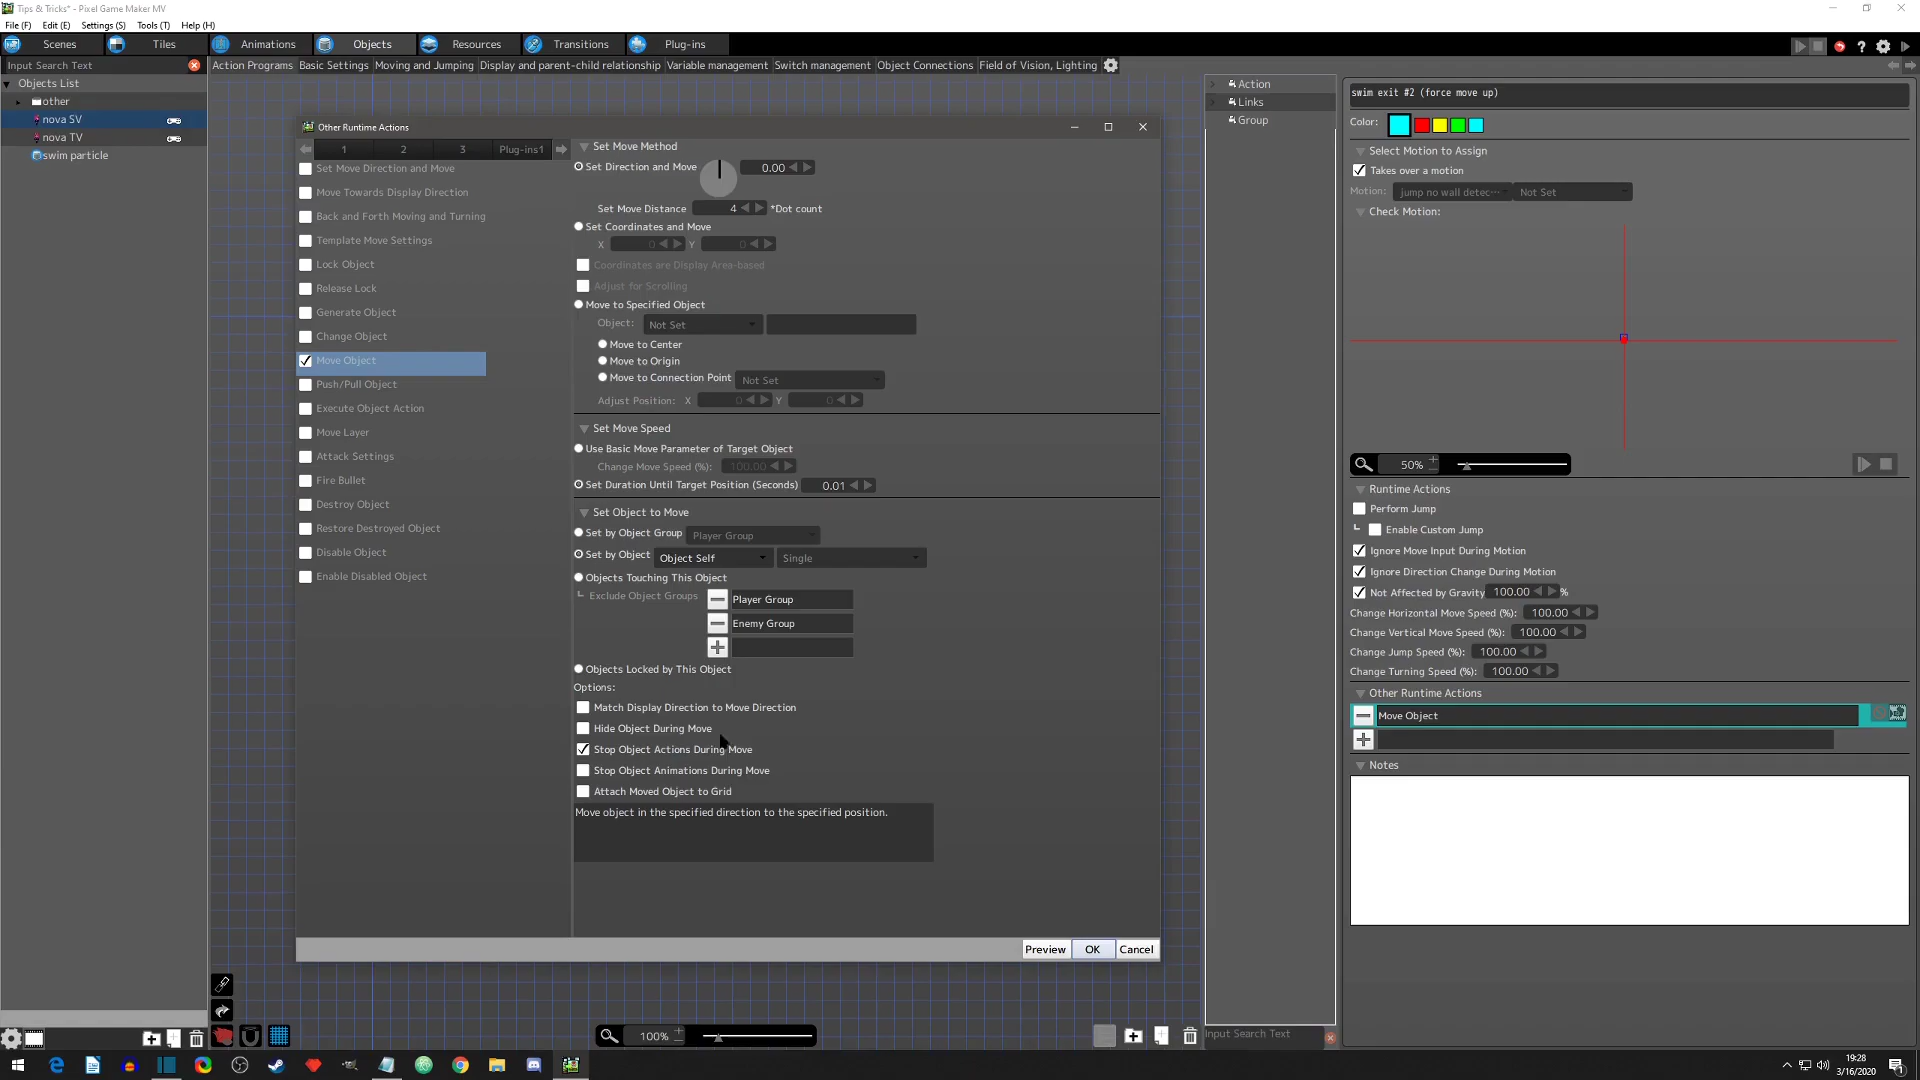 Tips & Tricks* - Pixel Game Maker MV
File (F) Edit (E) Settings (S) Tools (T) Help (H)
Scenes Tiles Animations Objects Resources Transitions Plug-ins
Input Search Text
Action Programs Basic Settings Moving and Jumping Display and parent-child relationship Variable management Switch management Object Connections Field of Vision, Lighting
Objects List
other
nova SV
nova TV
swim particle
Other Runtime Actions
1 2 3 Plug-ins1
Set Move Direction and Move
Move Towards Display Direction
Back and Forth Moving and Turning
Template Move Settings
Lock Object
Release Lock
Generate Object
Change Object
Move Object
Push/Pull Object
Execute Object Action
Move Layer
Attack Settings
Fire Bullet
Destroy Object
Restore Destroyed Object
Disable Object
Enable Disabled Object
Set Move Method
Set Direction and Move 0.00
Set Move Distance 4 *Dot count
Set Coordinates and Move
X 0 Y 0
Coordinates are Display Area-based
Adjust for Scrolling
Move to Specified Object
Object: Not Set
Move to Center
Move to Origin
Move to Connection Point Not Set
Adjust Position: X 0 Y 0
Set Move Speed
Use Basic Move Parameter of Target Object
Change Move Speed (%): 100.00
Set Duration Until Target Position (Seconds) 0.01
Set Object to Move
Set by Object Group Player Group
Set by Object Object Self Single
Objects Touching This Object
Exclude Object Groups Player Group
Enemy Group
Objects Locked by This Object
Options:
Match Display Direction to Move Direction
Hide Object During Move
Stop Object Actions During Move
Stop Object Animations During Move
Attach Moved Object to Grid
Move object in the specified direction to the specified position.
Preview OK Cancel
100%
Action
Links
Group
Input Search Text
swim exit #2 (force move up)
Color:
Select Motion to Assign
Takes over a motion
Motion: jump no wall detec··· Not Set
Check Motion:
50%
Runtime Actions
Perform Jump
Enable Custom Jump
Ignore Move Input During Motion
Ignore Direction Change During Motion
Not Affected by Gravity 100.00 %
Change Horizontal Move Speed (%): 100.00
Change Vertical Move Speed (%): 100.00
Change Jump Speed (%): 100.00
Change Turning Speed (%): 100.00
Other Runtime Actions
Move Object
Notes
19:28
3/16/2020